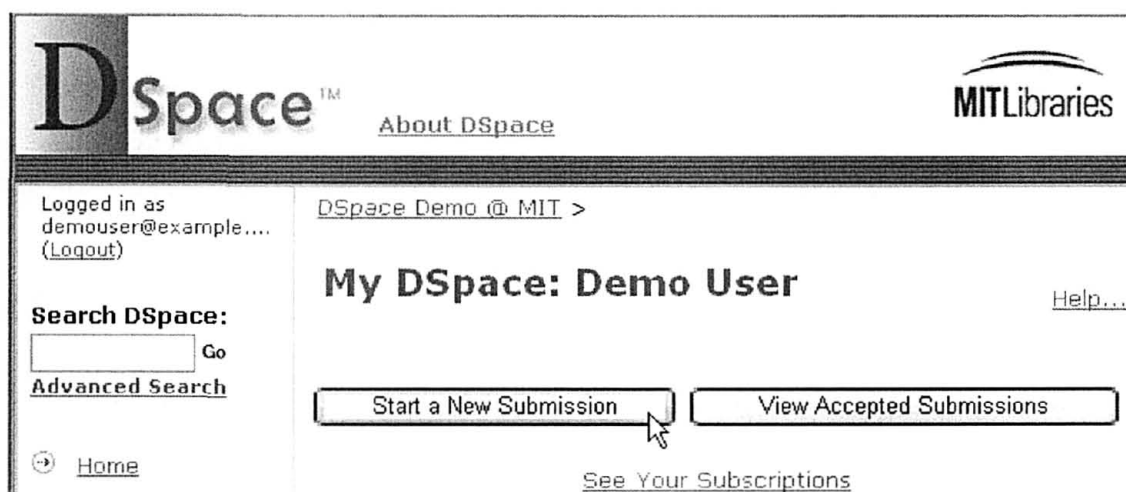 DSpace™
About DSpace
MITLibraries
Logged in as
demouser@example....
(Logout)
Search DSpace:
Go
Advanced Search
Home
DSpace Demo @ MIT >
My DSpace: Demo User
Help...
Start a New Submission
View Accepted Submissions
See Your Subscriptions